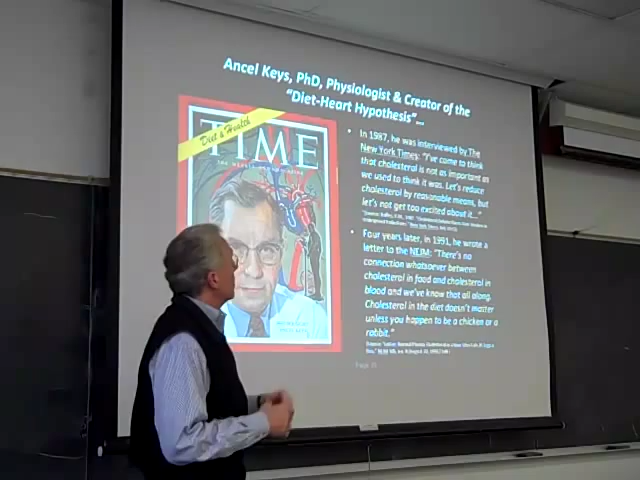 Ancel Keys, PhD, Physiologist & Creator of the
"Diet-Heart Hypothesis"...
Diet & Health
TIME
• In 1987, he was interviewed by The
New York Times: "I've come to think
that cholesterol is not as important as
we used to think it was. Let's reduce
cholesterol by reasonable means, but
let's not get too excited about it..."
• Four years later, in 1991, he wrote a
letter to the NEJM: "There's no
connection whatsoever between
cholesterol in food and cholesterol in
blood and we've know that all along.
Cholesterol in the diet doesn't matter
unless you happen to be a chicken or a
rabbit."